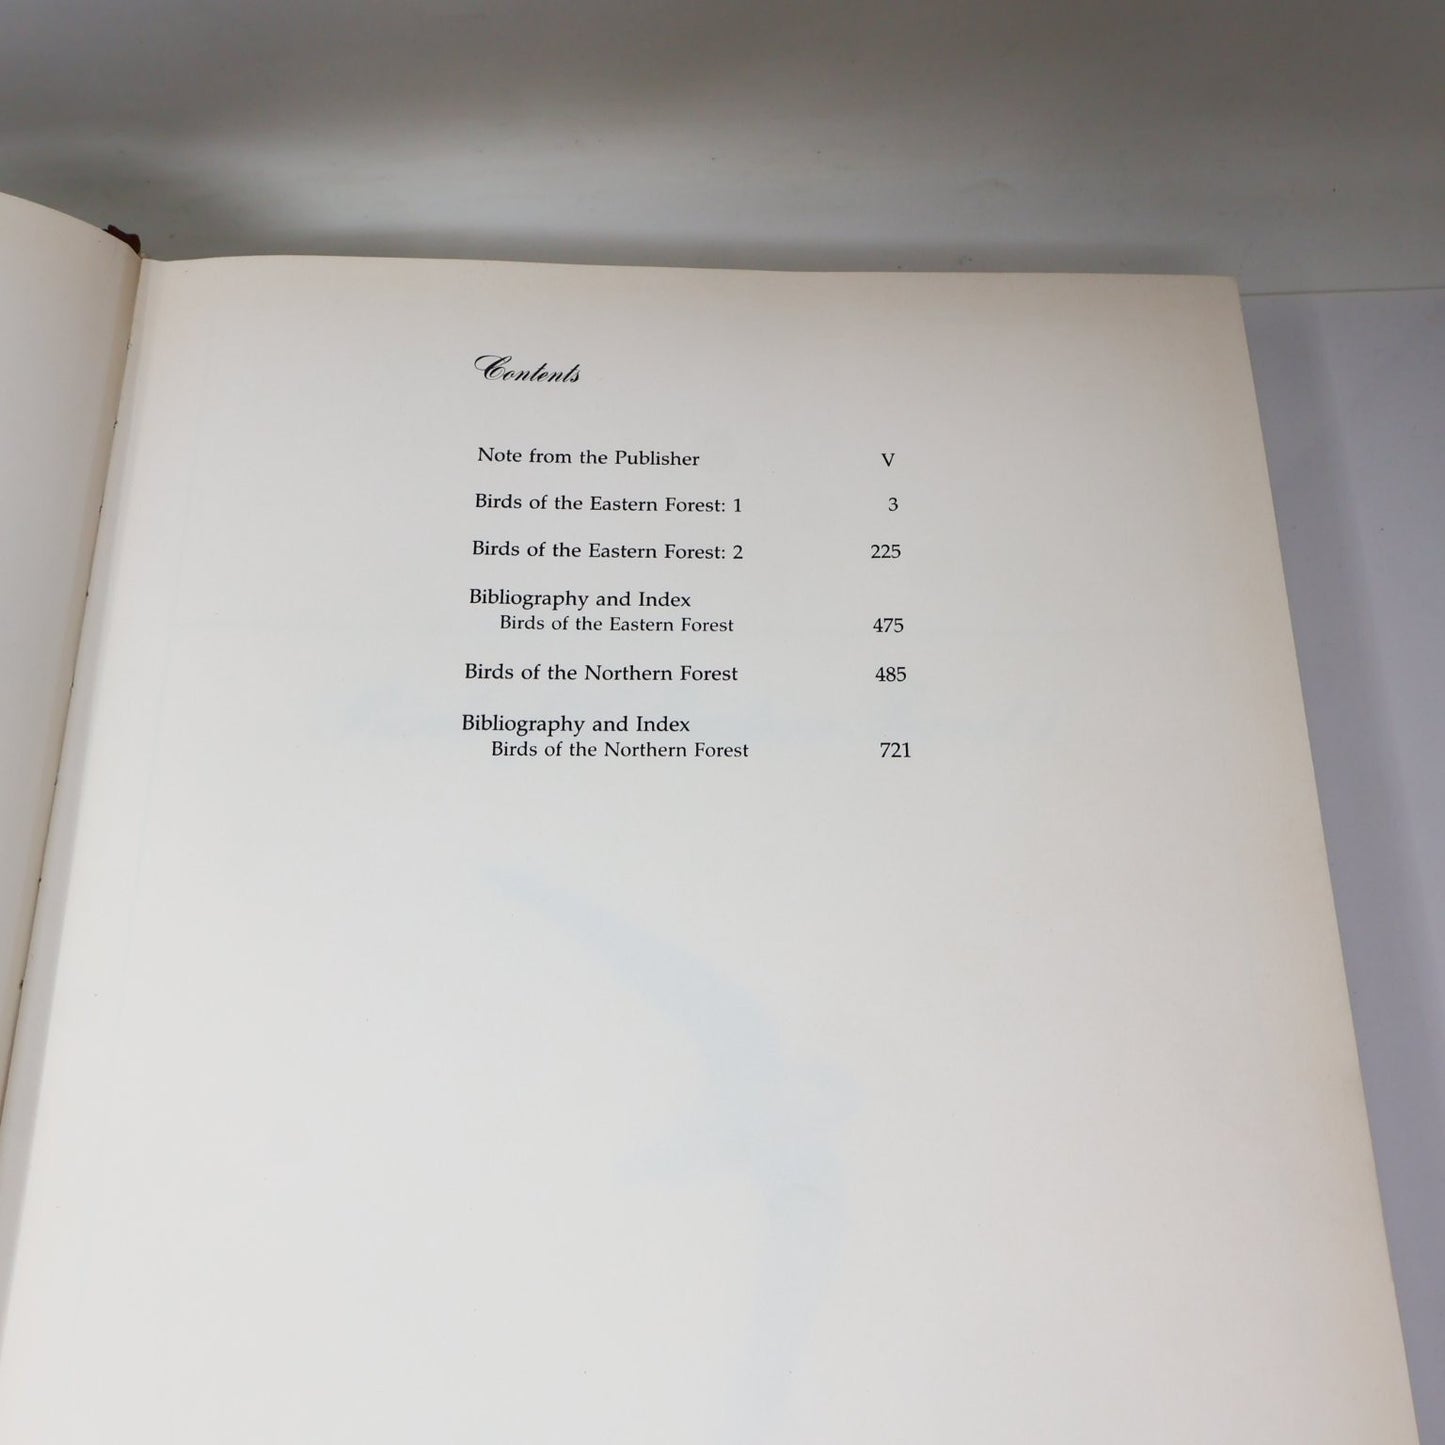 Contents
Note from the Publisher V
Birds of the Eastern Forest: 1 3
Birds of the Eastern Forest: 2 225
Bibliography and Index
Birds of the Eastern Forest 475
Birds of the Northern Forest 485
Bibliography and Index
Birds of the Northern Forest 721